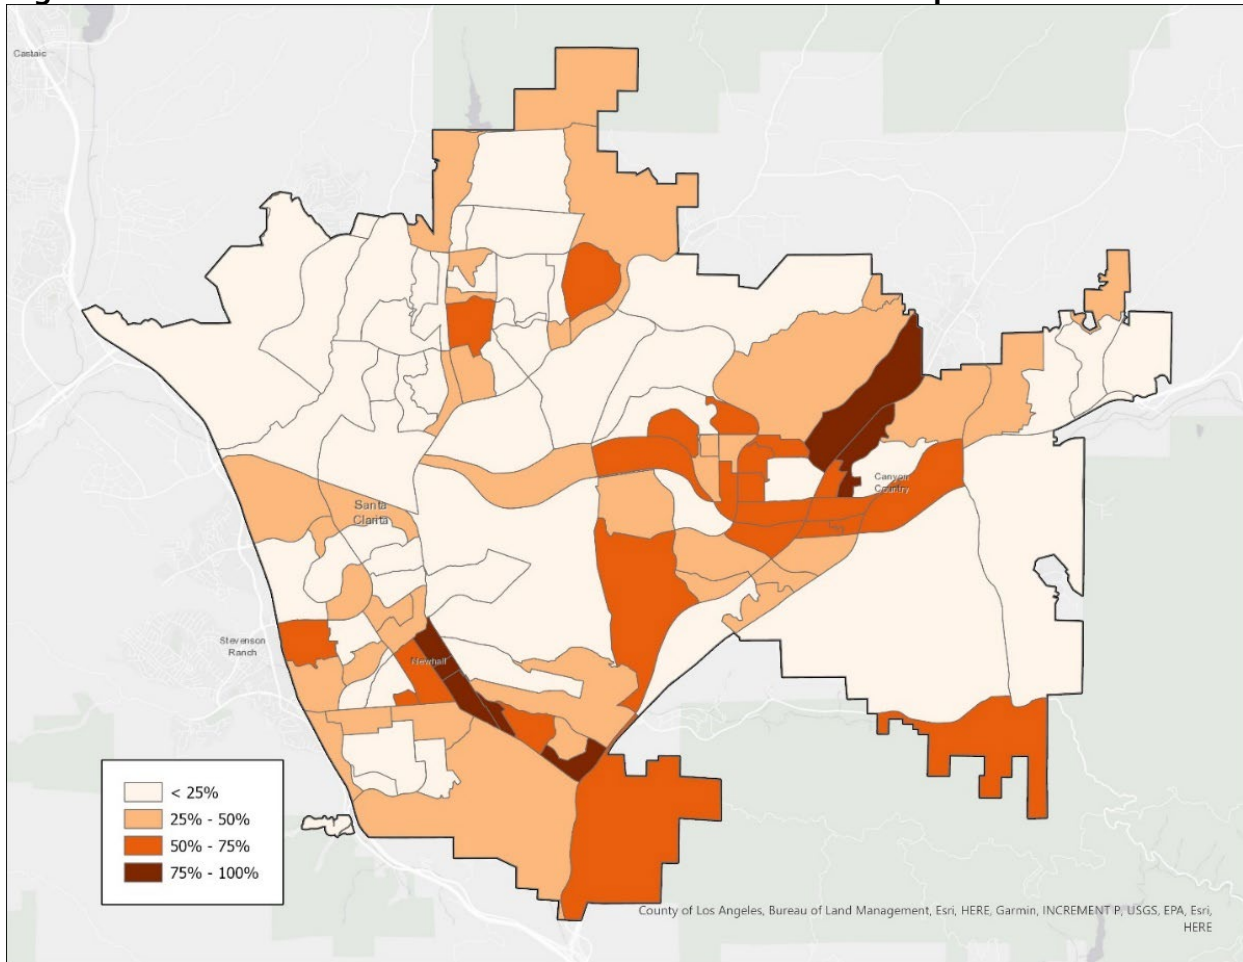 Castaic
Santa
Clarita
Canyon
Country
Stevenson
Ranch
Newhall
< 25%
25% - 50%
50% - 75%
75% - 100%
County of Los Angeles, Bureau of Land Management, Esri, HERE, Garmin, INCREMENT P, USGS, EPA, Esri,
HERE